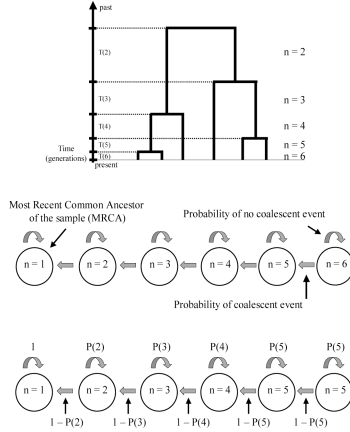 past
T(2)
n = 2
T(3)
n = 3
T(4)
n = 4
T(5)
n = 5
Time
(generations)
T(6)
n = 6
present
Most Recent Common Ancestor
of the sample (MRCA)
Probability of no coalescent event
n = 1 n = 2 n = 3 n = 4 n = 5 n = 6
Probability of coalescent event
1 P(2) P(3) P(4) P(5) P(5)
n = 1 n = 2 n = 3 n = 4 n = 5 n = 5
1 – P(2) 1 – P(3) 1 – P(4) 1 – P(5) 1 – P(5)